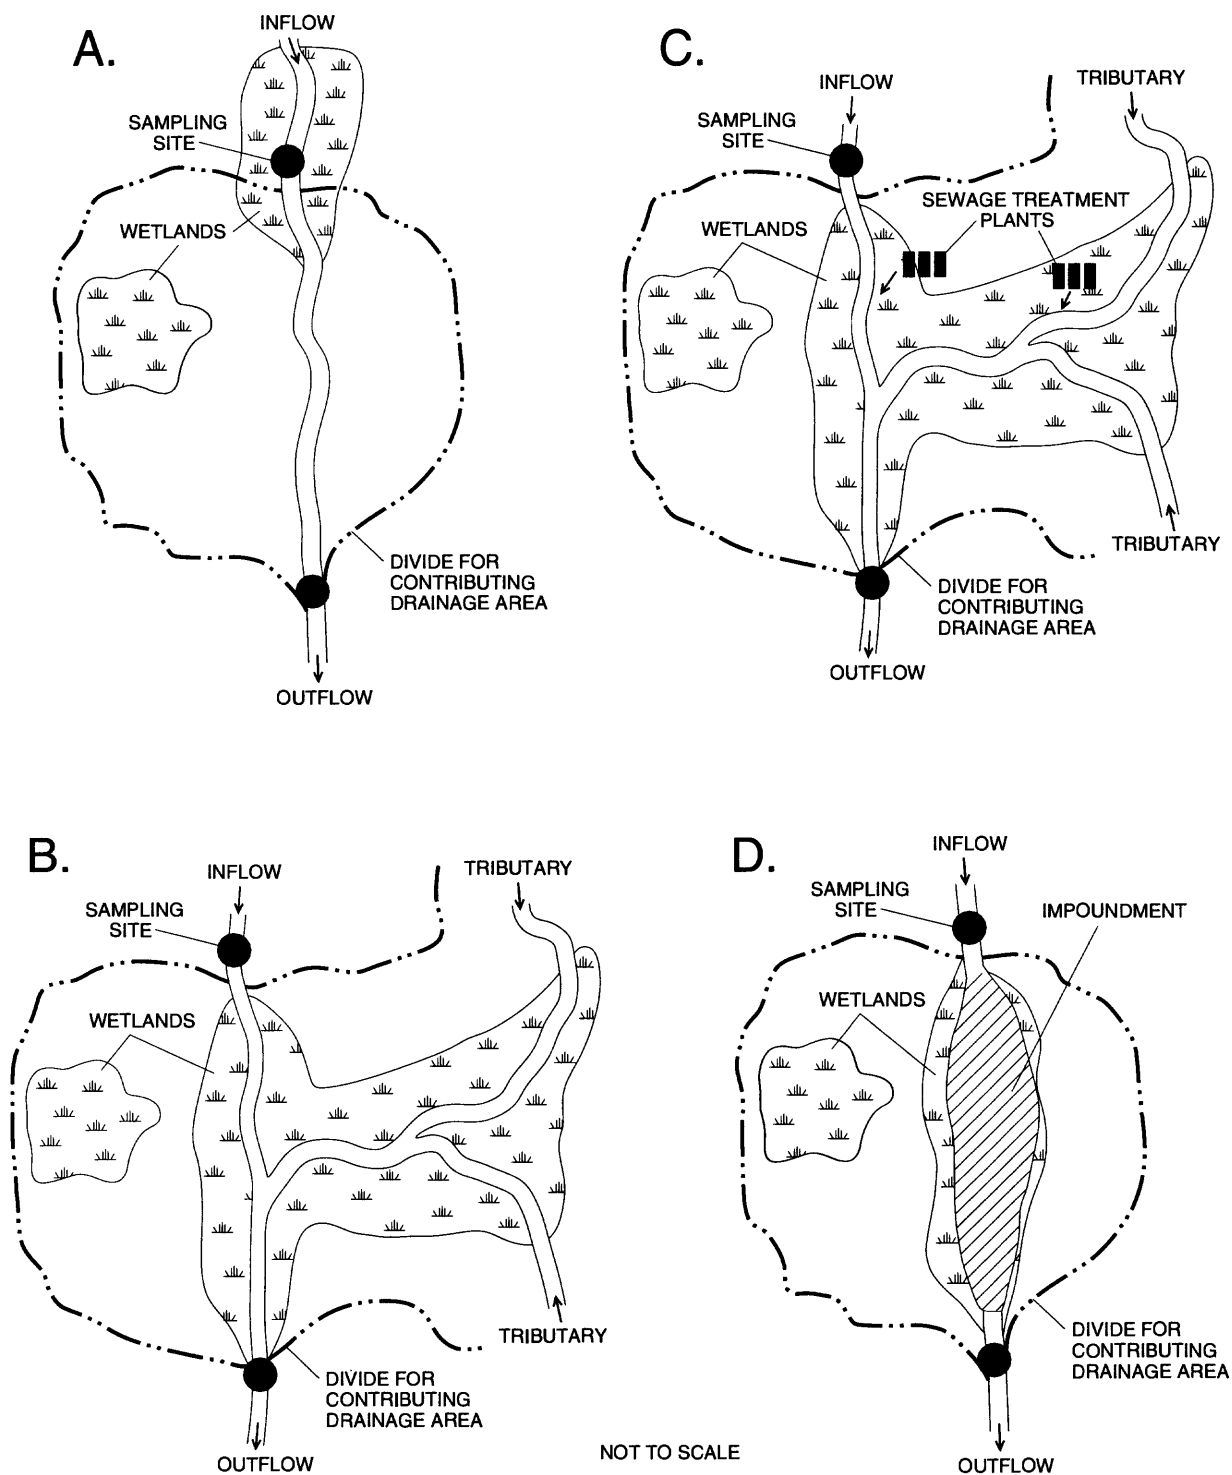 A.
INFLOW
SAMPLING
SITE
WETLANDS
DIVIDE FOR
CONTRIBUTING
DRAINAGE AREA
OUTFLOW
C.
INFLOW
TRIBUTARY
SAMPLING
SITE
SEWAGE TREATMENT
PLANTS
WETLANDS
TRIBUTARY
DIVIDE FOR
CONTRIBUTING
DRAINAGE AREA
OUTFLOW
B.
INFLOW
TRIBUTARY
SAMPLING
SITE
WETLANDS
TRIBUTARY
DIVIDE FOR
CONTRIBUTING
DRAINAGE AREA
OUTFLOW
D.
INFLOW
SAMPLING
SITE
IMPOUNDMENT
WETLANDS
DIVIDE FOR
CONTRIBUTING
DRAINAGE AREA
OUTFLOW
NOT TO SCALE